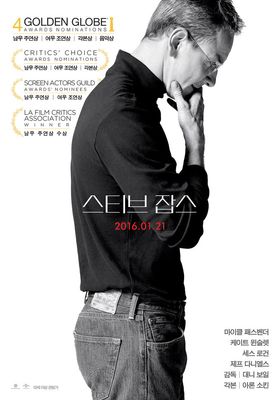 4 GOLDEN GLOBE 1
AWARDS NOMINATIONS
남우 주연상 | 여우 조연상 | 각본상 | 음악상
CRITICS' CHOICE
AWARDS NOMINATIONS
남우 주연상 | 여우 조연상 | 각본상
SCREEN ACTORS GUILD
AWARDS' NOMINEES
남우 주연상 | 여우 조연상
LA FILM CRITICS
ASSOCIATION
WINNER
남우 주연상 수상
스티브 잡스
2016.01.21
마이클 패스벤더
케이트 윈슬렛
세스 로건
제프 다니엘스
감독 | 대니 보일
각본 | 아론 소킨